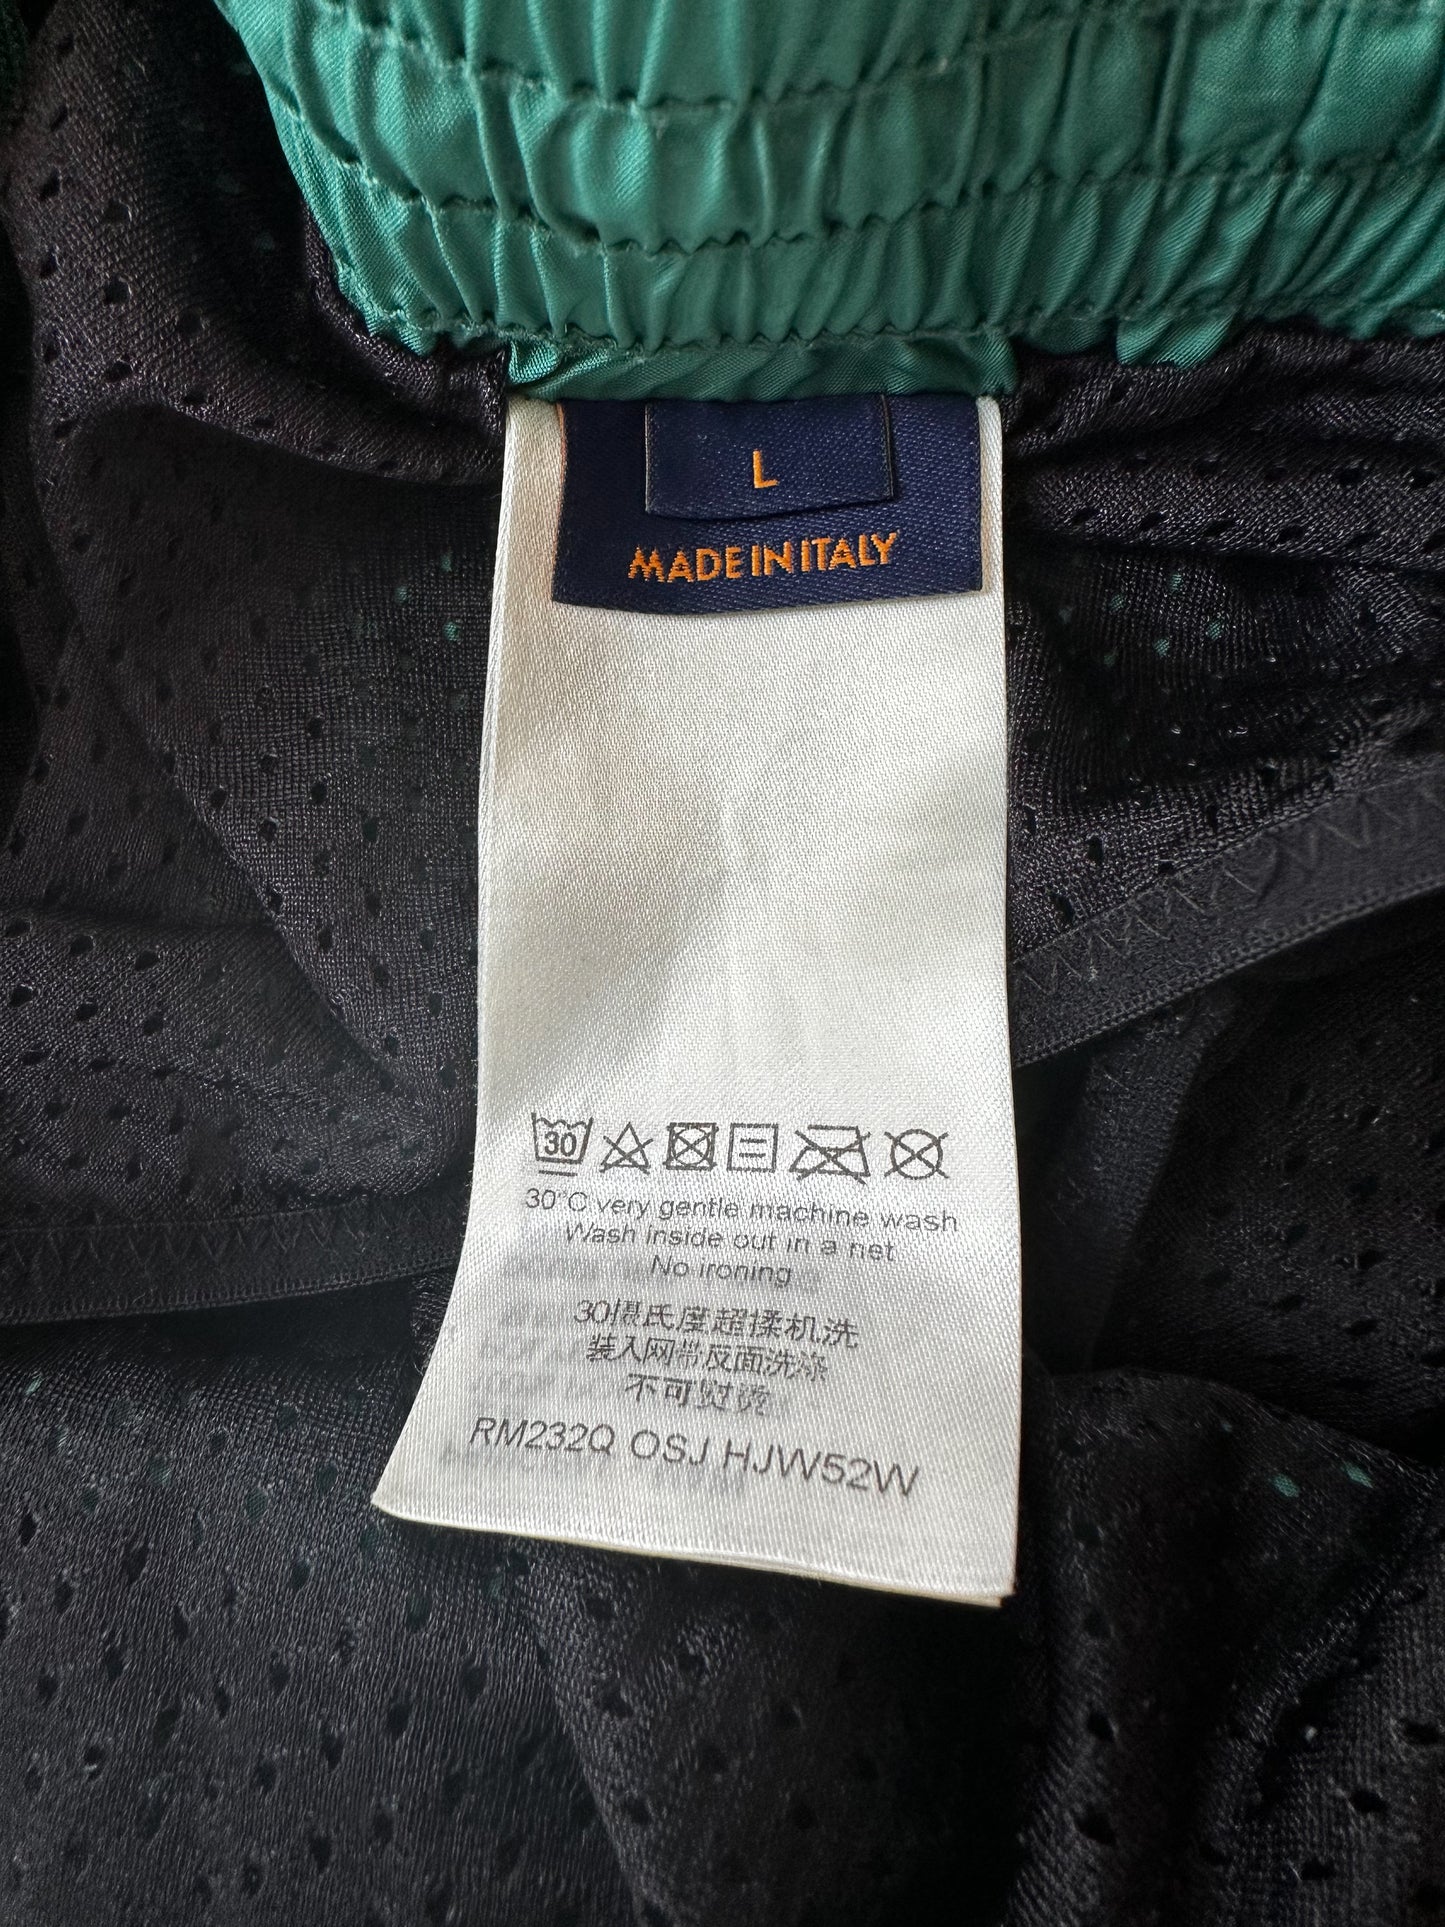 L
MADE IN ITALY
30
30°C very gentle machine wash
Wash inside out in a net
No ironing
30摄氏度超揉机洗
装入网带反面洗涤
不可熨烫
RM232Q OSJ HJW52W